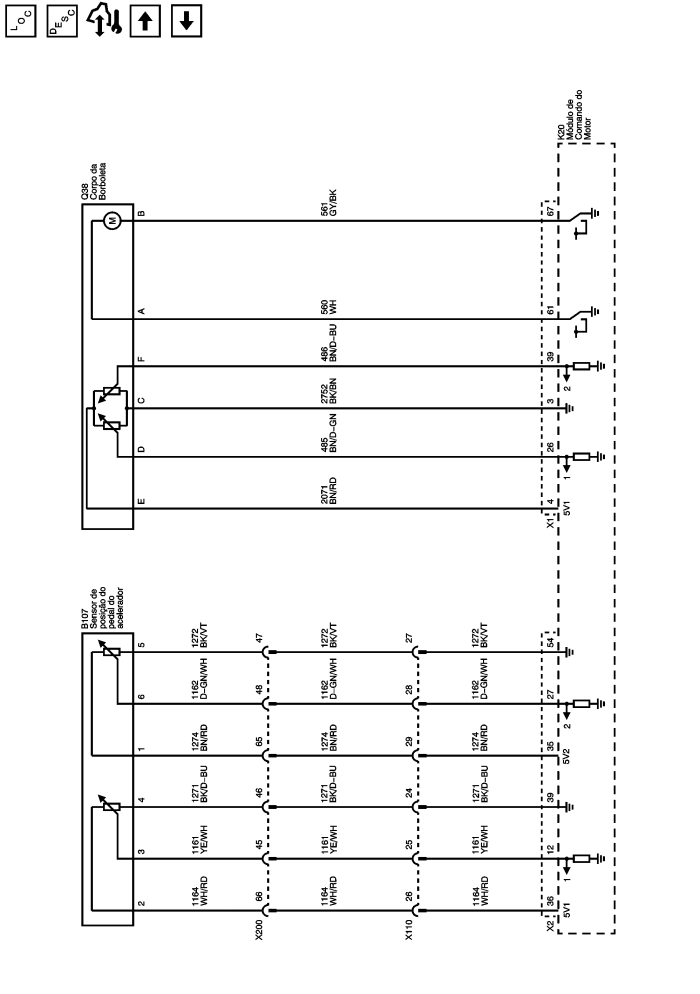 LOC
DESC
K20
Módulo de
Comando do
Motor
Q38
Corpo da
Borboleta
M
B
561
GY/BK
67
A
560
WH
61
F
486
BN/D-BU
39
2
C
2752
BK/BN
3
D
485
BN/D-GN
26
1
E
2071
BN/RD
4
5V1
X1
B107
Sensor de
posição do
pedal do
acelerador
5
1272
BK/VT
47
1272
BK/VT
27
1272
BK/VT
54
6
1162
D-GN/WH
48
1162
D-GN/WH
28
1162
D-GN/WH
27
2
1
1274
BN/RD
65
1274
BN/RD
29
1274
BN/RD
35
5V2
4
1271
BK/D-BU
46
1271
BK/D-BU
24
1271
BK/D-BU
39
3
1161
YE/WH
45
1161
YE/WH
25
1161
YE/WH
12
1
2
1164
WH/RD
66
1164
WH/RD
26
1164
WH/RD
36
5V1
X200
X110
X2